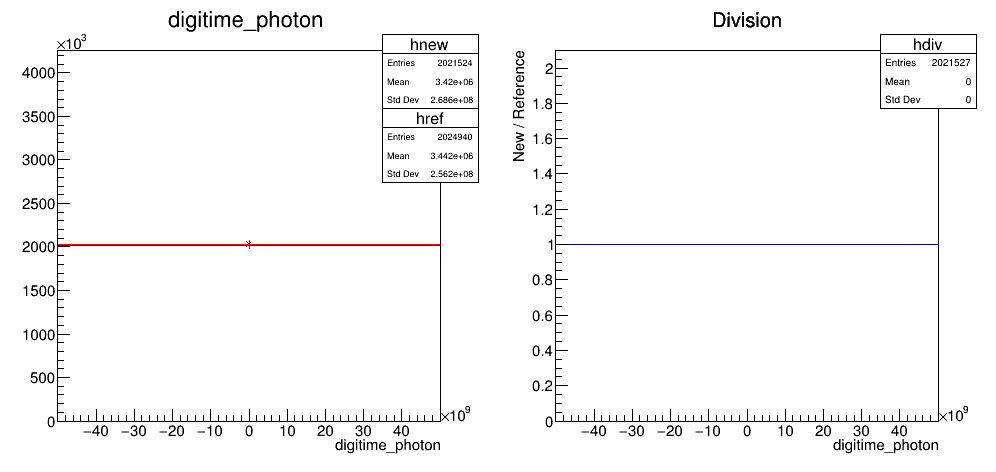 digitime_photon
×10³
4000
3500
3000
2500
2000
1500
1000
500
0
−40 −30 −20 −10 0 10 20 30 40
×10⁹
digitime_photon
hnew
Entries 2021524
Mean 3.42e+06
Std Dev 2.686e+08
href
Entries 2024940
Mean 3.442e+06
Std Dev 2.562e+08
Division
New / Reference
2
1.8
1.6
1.4
1.2
1
0.8
0.6
0.4
0.2
0
−40 −30 −20 −10 0 10 20 30 40
×10⁹
digitime_photon
hdiv
Entries 2021527
Mean 0
Std Dev 0